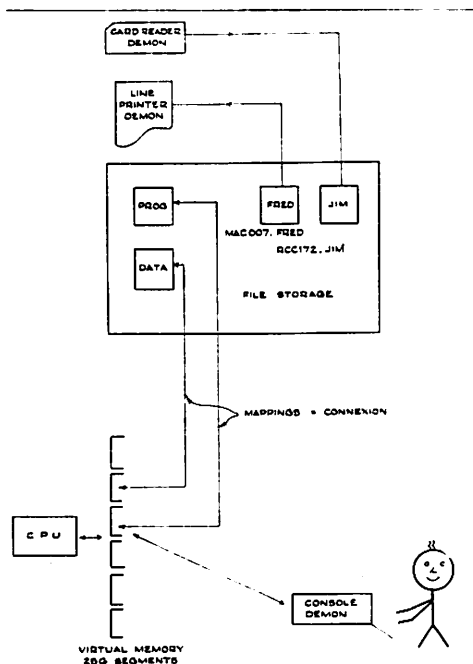 CARD READER
DEMON
LINE
PRINTER
DEMON
PROG
FRED
JIM
MAC007.FRED
RCC172.JIM
DATA
FILE STORAGE
MAPPINGS = CONNEXION
CPU
CONSOLE
DEMON
VIRTUAL MEMORY
256 SEGMENTS